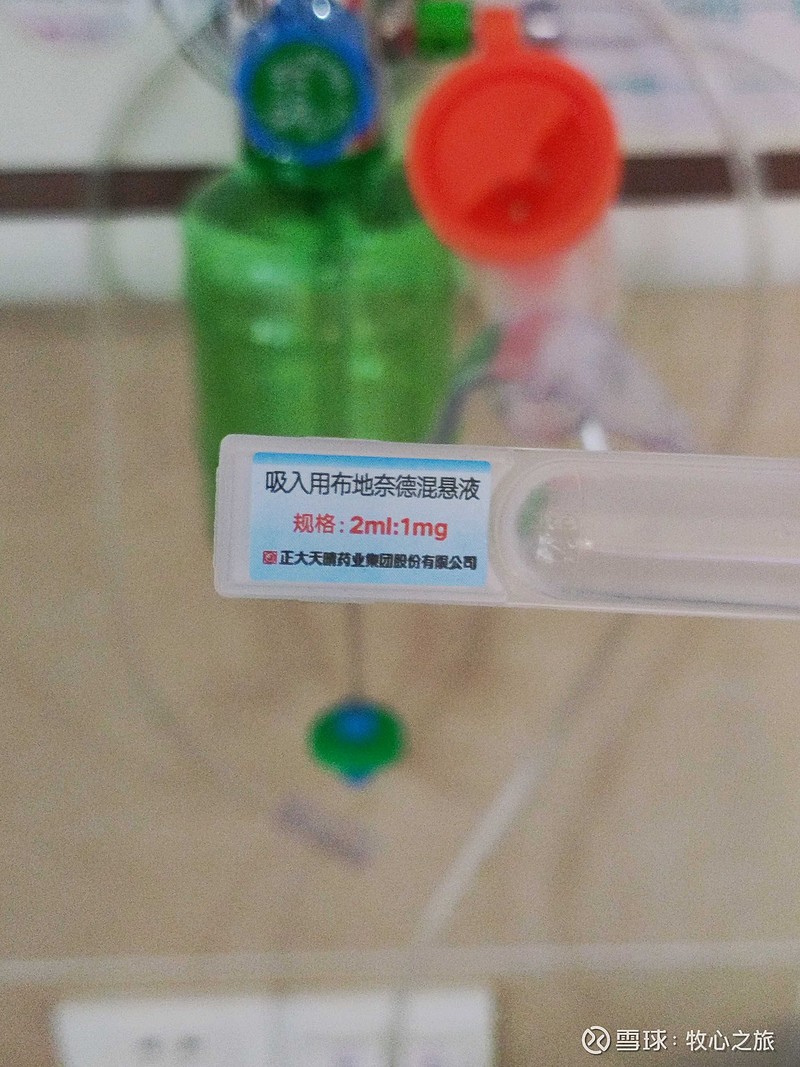 吸入用布地奈德混悬液
规格:2ml:1mg
正大天晴药业集团股份有限公司
雪球:牧心之旅